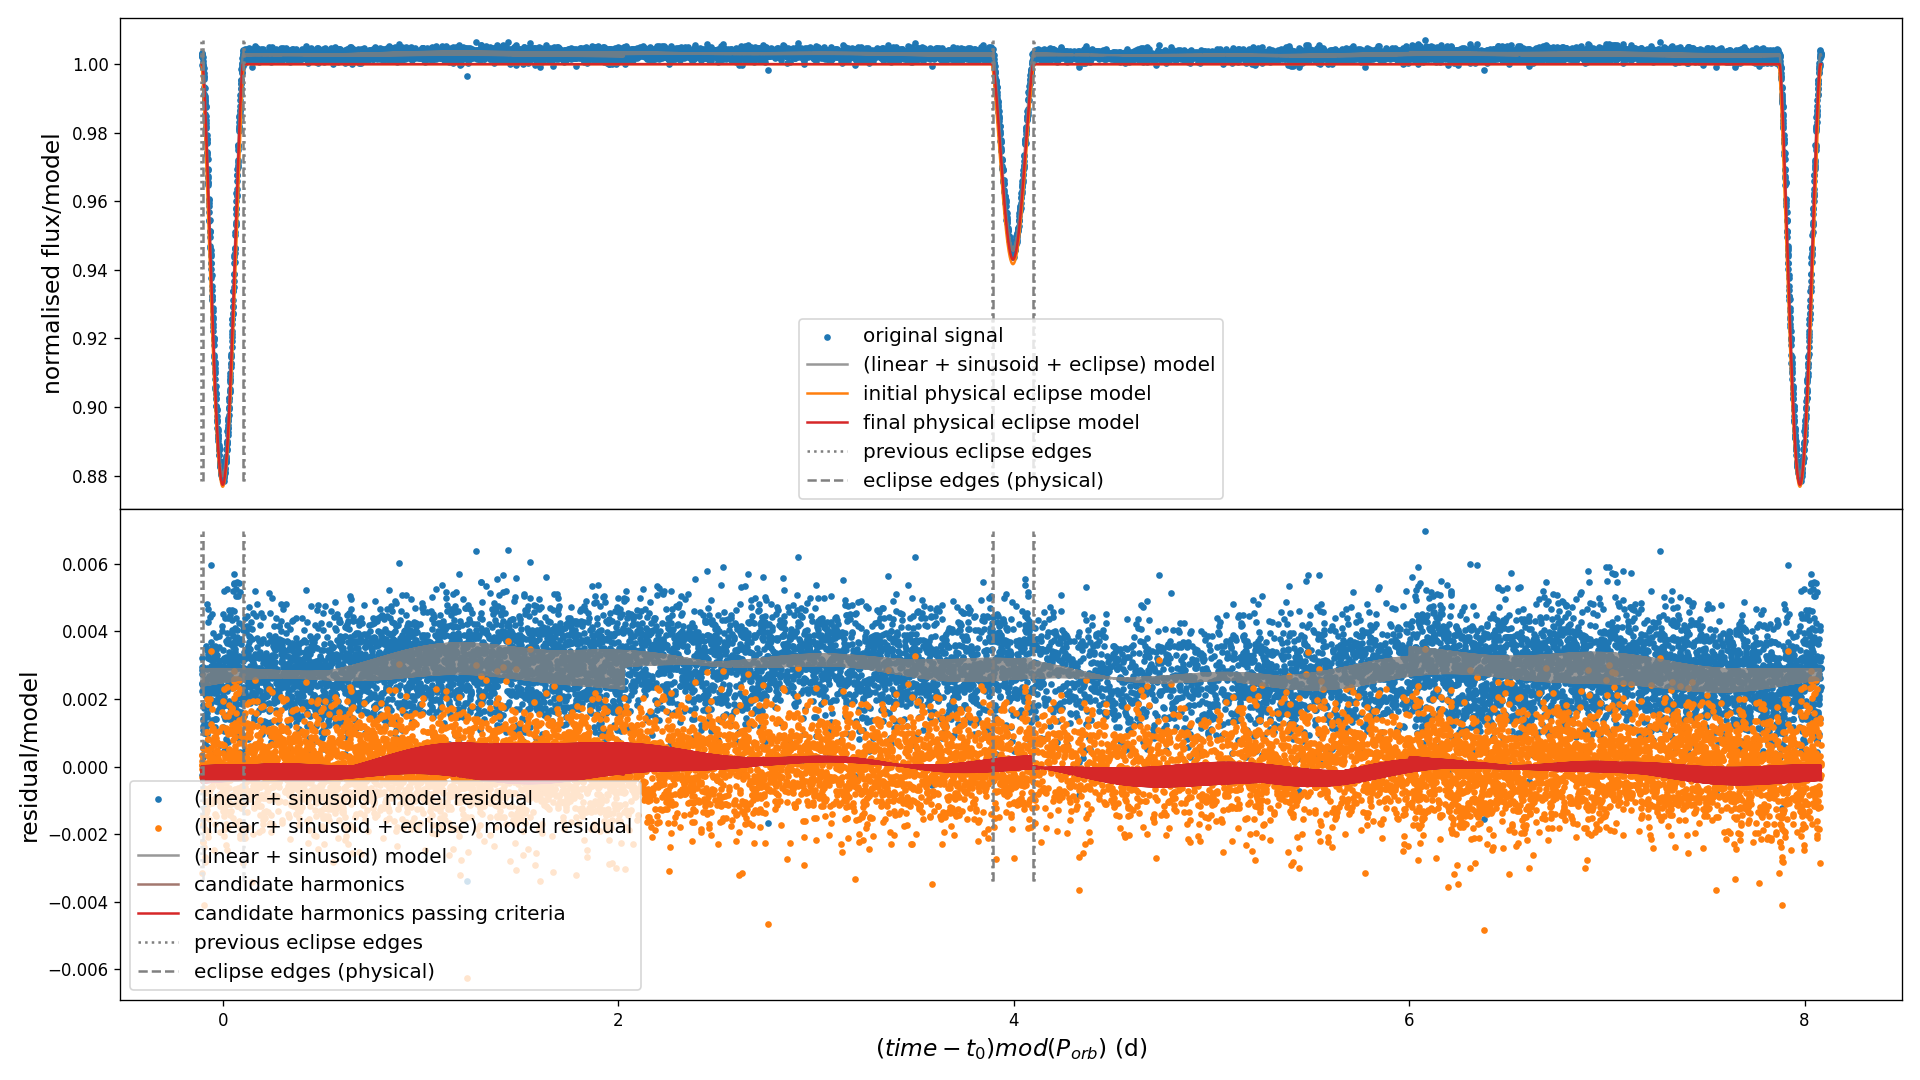 normalised flux/model
1.00
0.98
0.96
0.94
0.92
0.90
0.88
original signal
(linear + sinusoid + eclipse) model
initial physical eclipse model
final physical eclipse model
previous eclipse edges
eclipse edges (physical)
residual/model
0.006
0.004
0.002
0.000
−0.002
−0.004
−0.006
(linear + sinusoid) model residual
(linear + sinusoid + eclipse) model residual
(linear + sinusoid) model
candidate harmonics
candidate harmonics passing criteria
previous eclipse edges
eclipse edges (physical)
0 2 4 6 8
(time − t₀)mod(Pₒᵣb) (d)